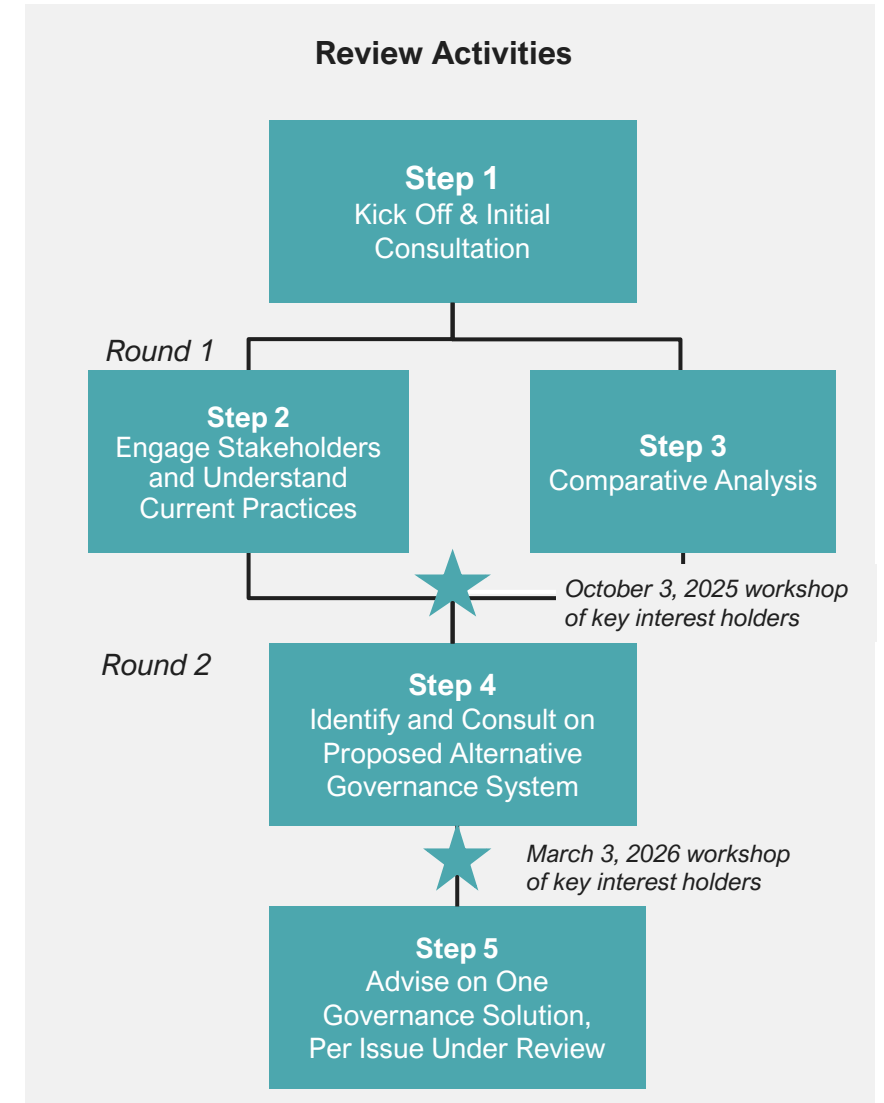 Review Activities
Step 1
Kick Off & Initial
Consultation
Round 1
Step 2
Engage Stakeholders
and Understand
Current Practices
Step 3
Comparative Analysis
October 3, 2025 workshop
of key interest holders
Round 2
Step 4
Identify and Consult on
Proposed Alternative
Governance System
March 3, 2026 workshop
of key interest holders
Step 5
Advise on One
Governance Solution,
Per Issue Under Review